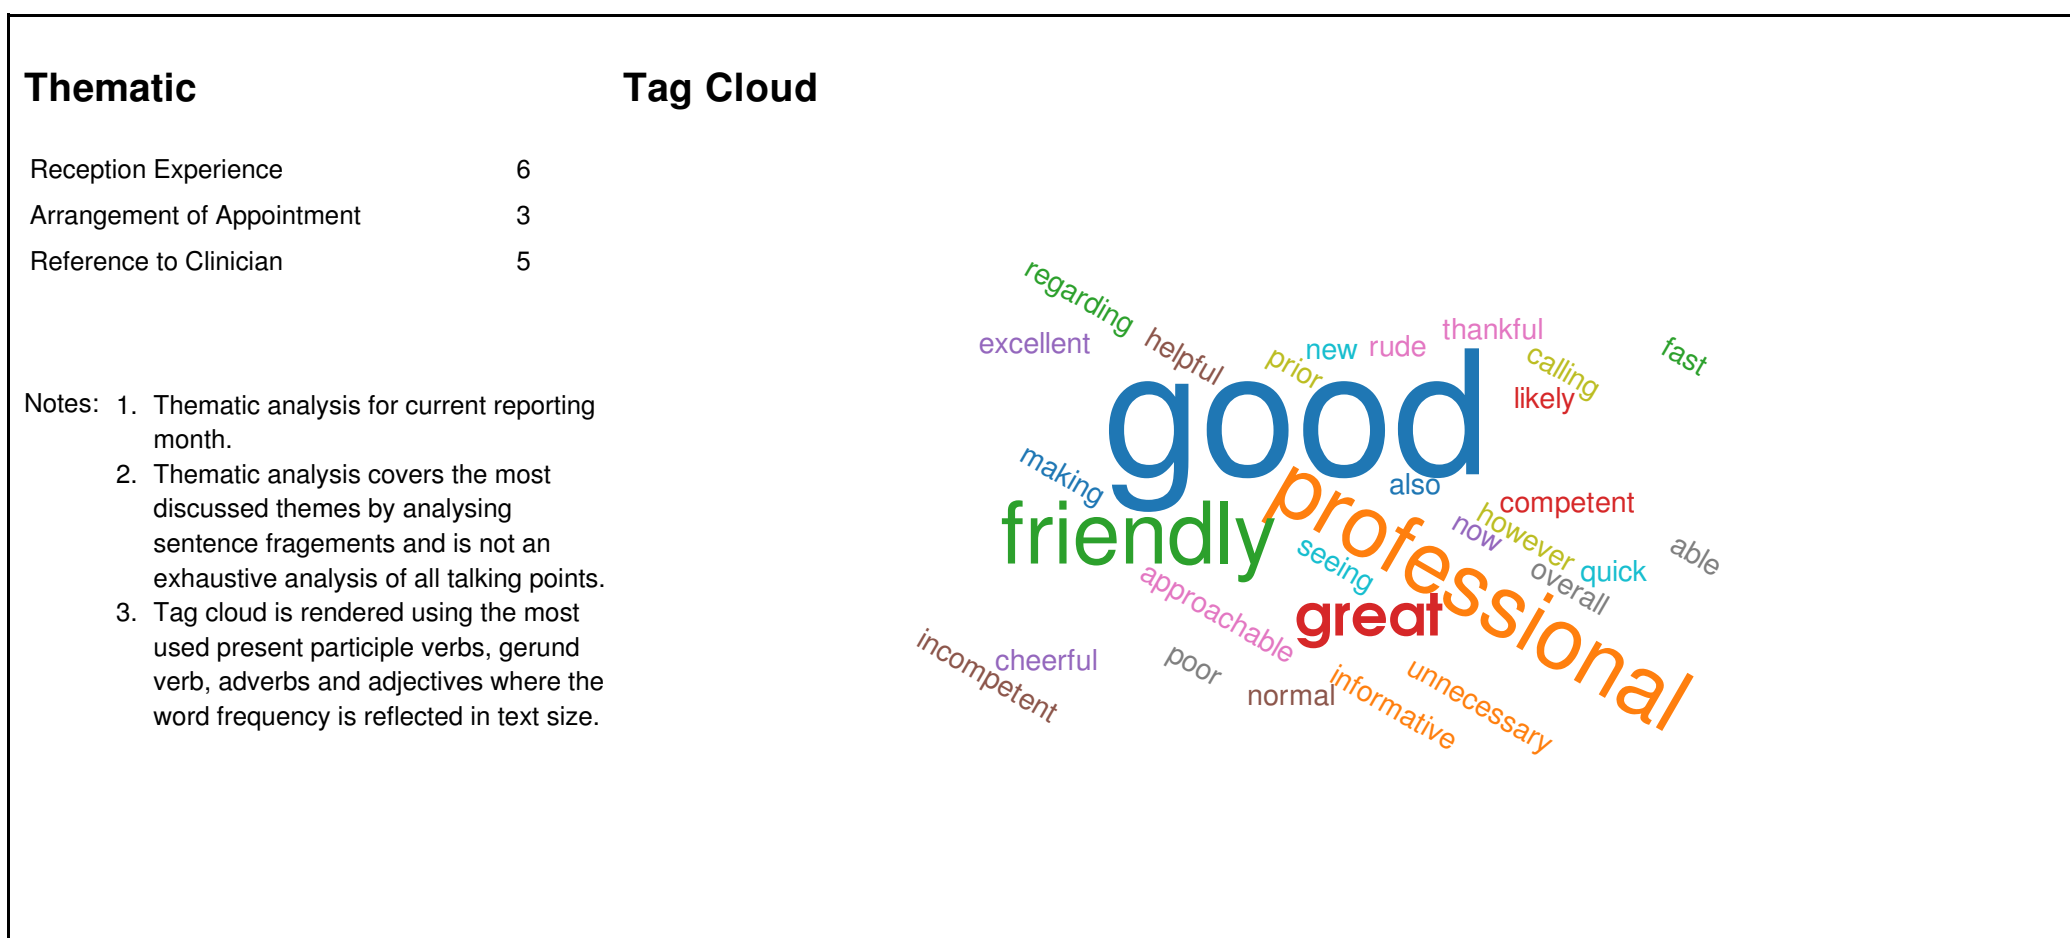 Thematic
Reception Experience 6
Arrangement of Appointment 3
Reference to Clinician 5
Notes: 1. Thematic analysis for current reporting
month.
2. Thematic analysis covers the most
discussed themes by analysing
sentence fragements and is not an
exhaustive analysis of all talking points.
3. Tag cloud is rendered using the most
used present participle verbs, gerund
verb, adverbs and adjectives where the
word frequency is reflected in text size.
Tag Cloud
regarding
excellent
helpful
prior
new
rude
thankful
calling
fast
likely
good
making
also
professional
friendly
competent
however
now
seeing
able
quick
overall
approachable
great
incompetent
cheerful
poor
normal
informative
unnecessary